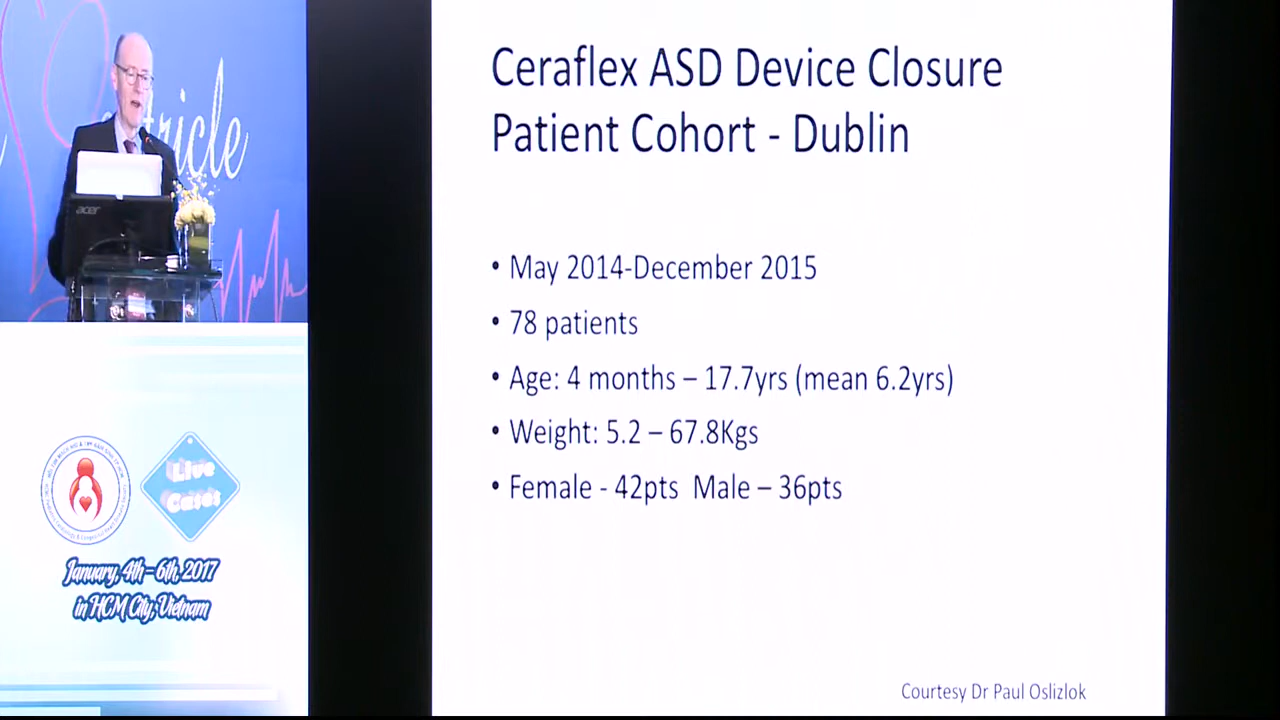 Ceraflex ASD Device Closure
Patient Cohort - Dublin
• May 2014-December 2015
• 78 patients
• Age: 4 months – 17.7yrs (mean 6.2yrs)
• Weight: 5.2 – 67.8Kgs
• Female - 42pts Male – 36pts
Courtesy Dr Paul Oslizlok
acer
Live
Cases
January, 4th-6th, 2017
in HCM City, Vietnam